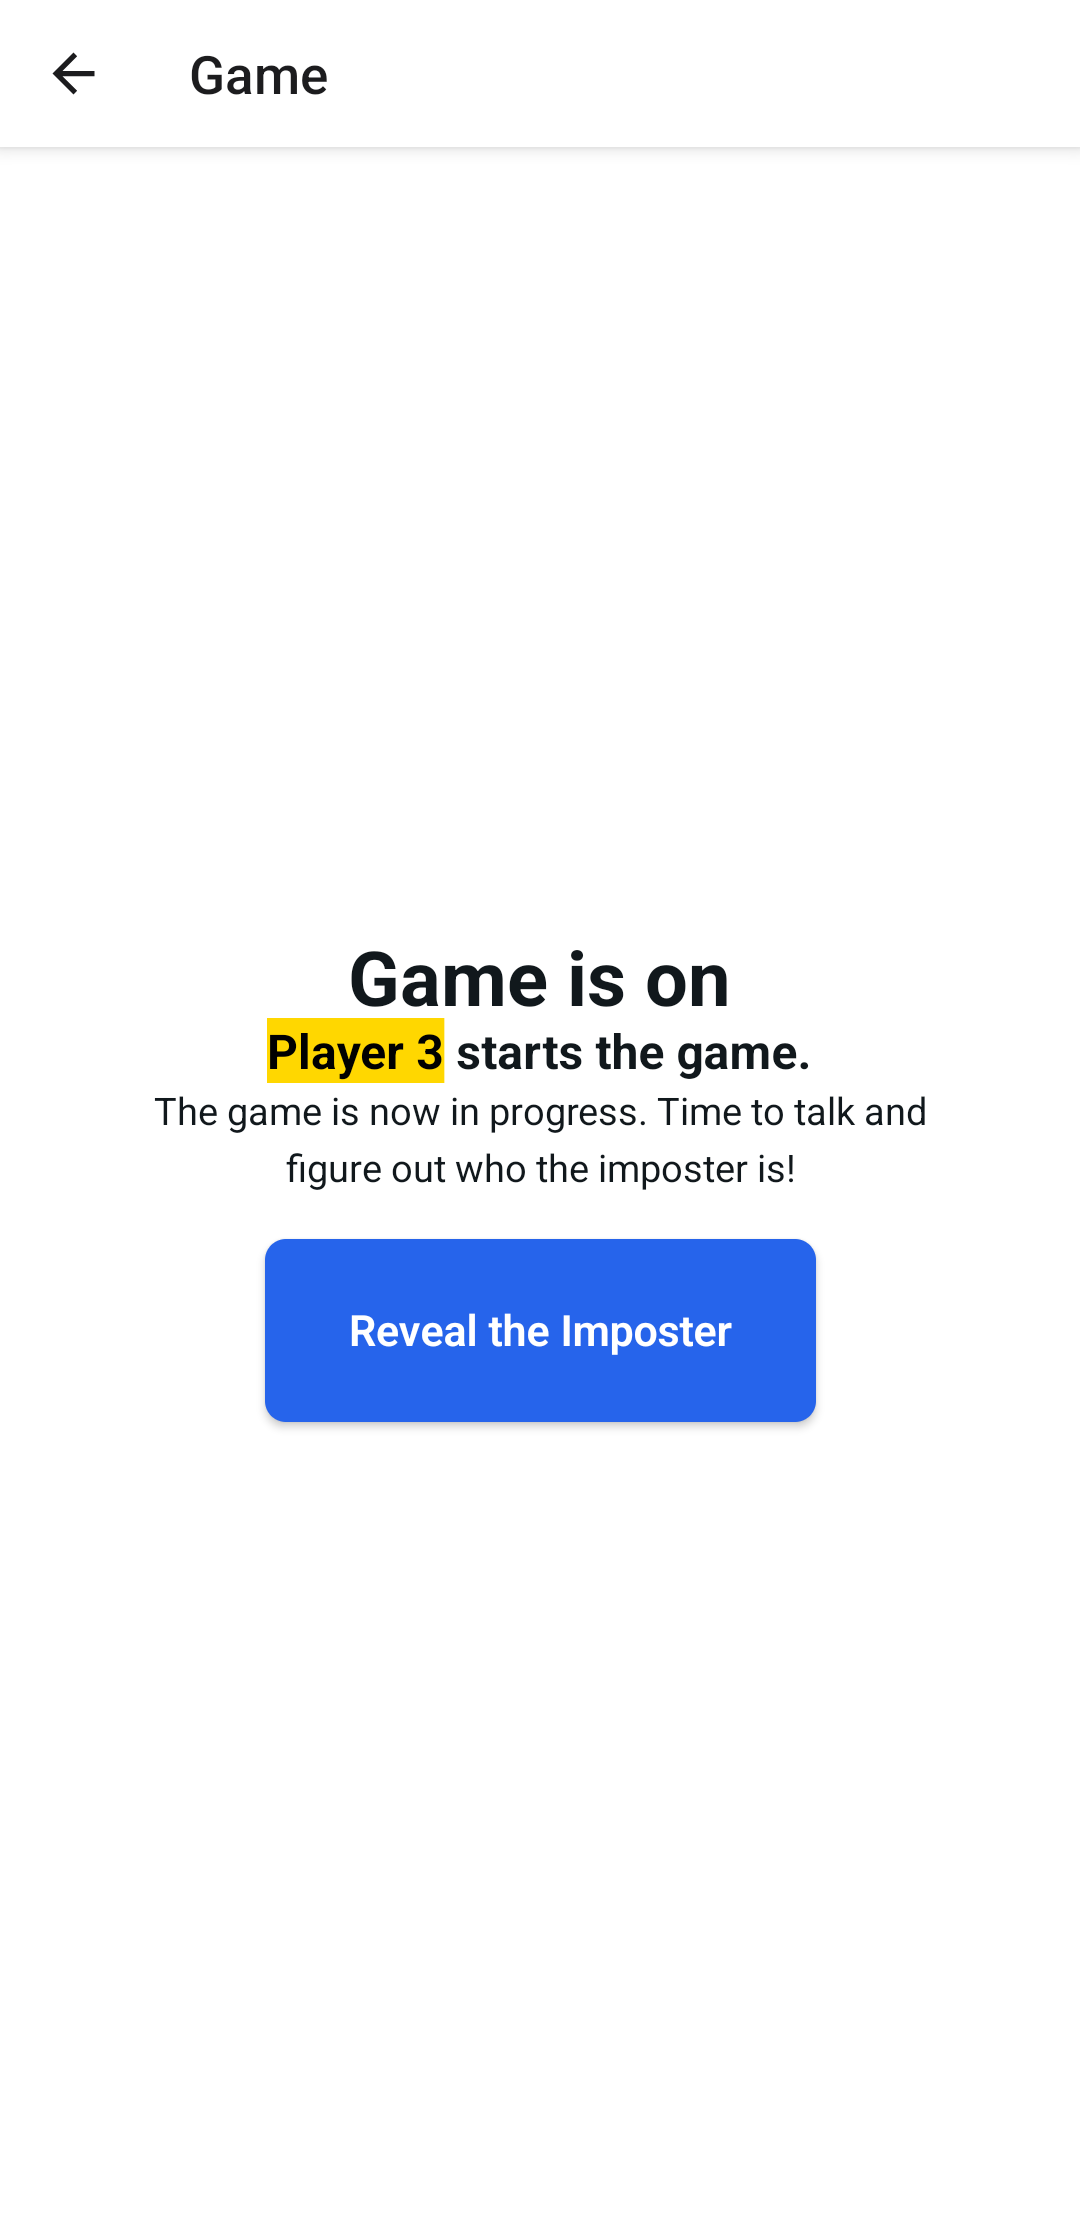 Game
Game is on
Player 3 starts the game.
The game is now in progress. Time to talk and
figure out who the imposter is!
Reveal the Imposter